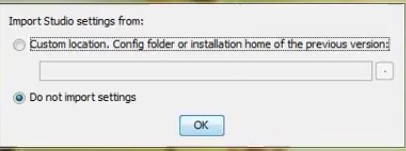 Import Studio settings from:
Custom location. Config folder or installation home of the previous version:
Do not import settings
OK